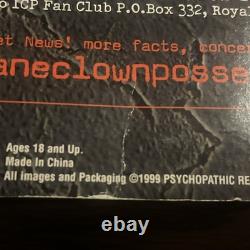 ICP Fan Club P.O.Box 332, Royal
et News! more facts, concer
aneclownposse
Ages 18 and Up.
Made In China
All images and Packaging ©1999 PSYCHOPATHIC RE